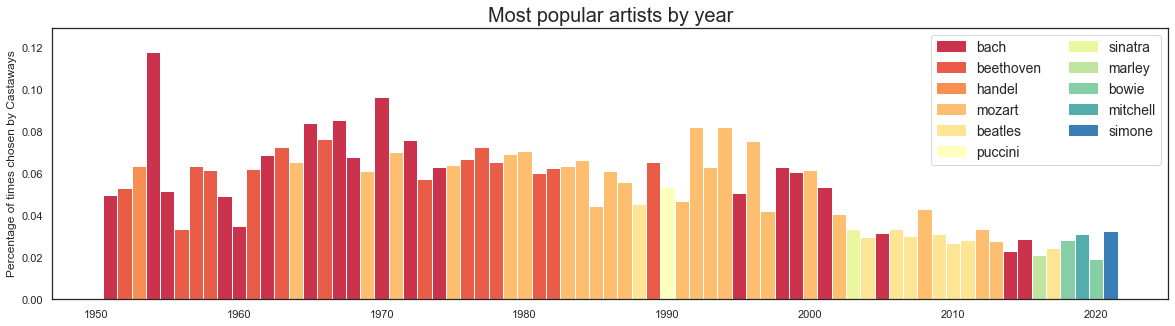 Most popular artists by year
Percentage of times chosen by Castaways
0.12
0.10
0.08
0.06
0.04
0.02
0.00
1950 1960 1970 1980 1990 2000 2010 2020
bach
beethoven
handel
mozart
beatles
puccini
sinatra
marley
bowie
mitchell
simone